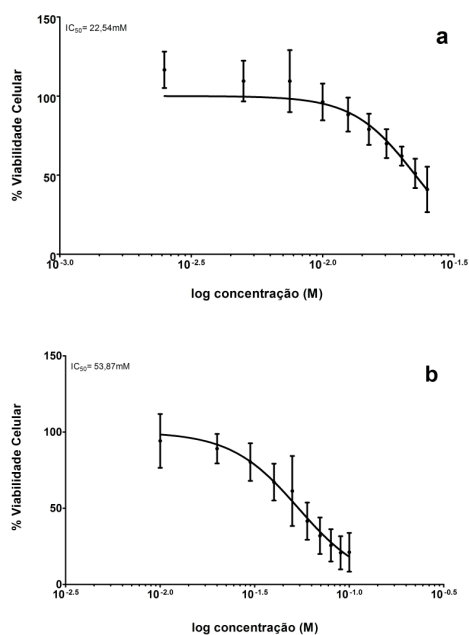 150
IC50= 22,54mM
a
100
50
0
% Viabilidade Celular
10-3.0 10-2.5 10-2.0 10-1.5
log concentração (M)
150
IC50= 53,87mM
b
100
50
0
% Viabilidade Celular
10-2.5 10-2.0 10-1.5 10-1.0 10-0.5
log concentração (M)